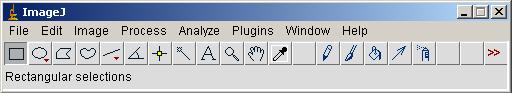 ImageJ
File Edit Image Process Analyze Plugins Window Help
A >>
Rectangular selections